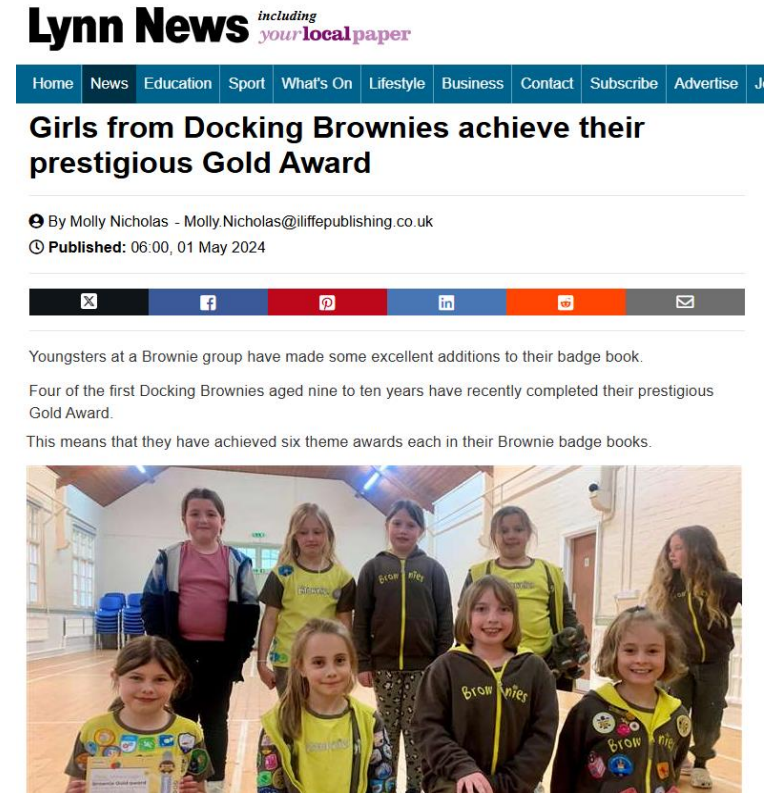 Lynn News including
yourlocalpaper
Home News Education Sport What's On Lifestyle Business Contact Subscribe Advertise
Girls from Docking Brownies achieve their
prestigious Gold Award
By Molly Nicholas - Molly.Nicholas@iliffepublishing.co.uk
Published: 06:00, 01 May 2024
Youngsters at a Brownie group have made some excellent additions to their badge book.
Four of the first Docking Brownies aged nine to ten years have recently completed their prestigious
Gold Award.
This means that they have achieved six theme awards each in their Brownie badge books.
Brownies
Brownies
Brownies
Brownies
Brownies
Brownies
Brownie Gold award